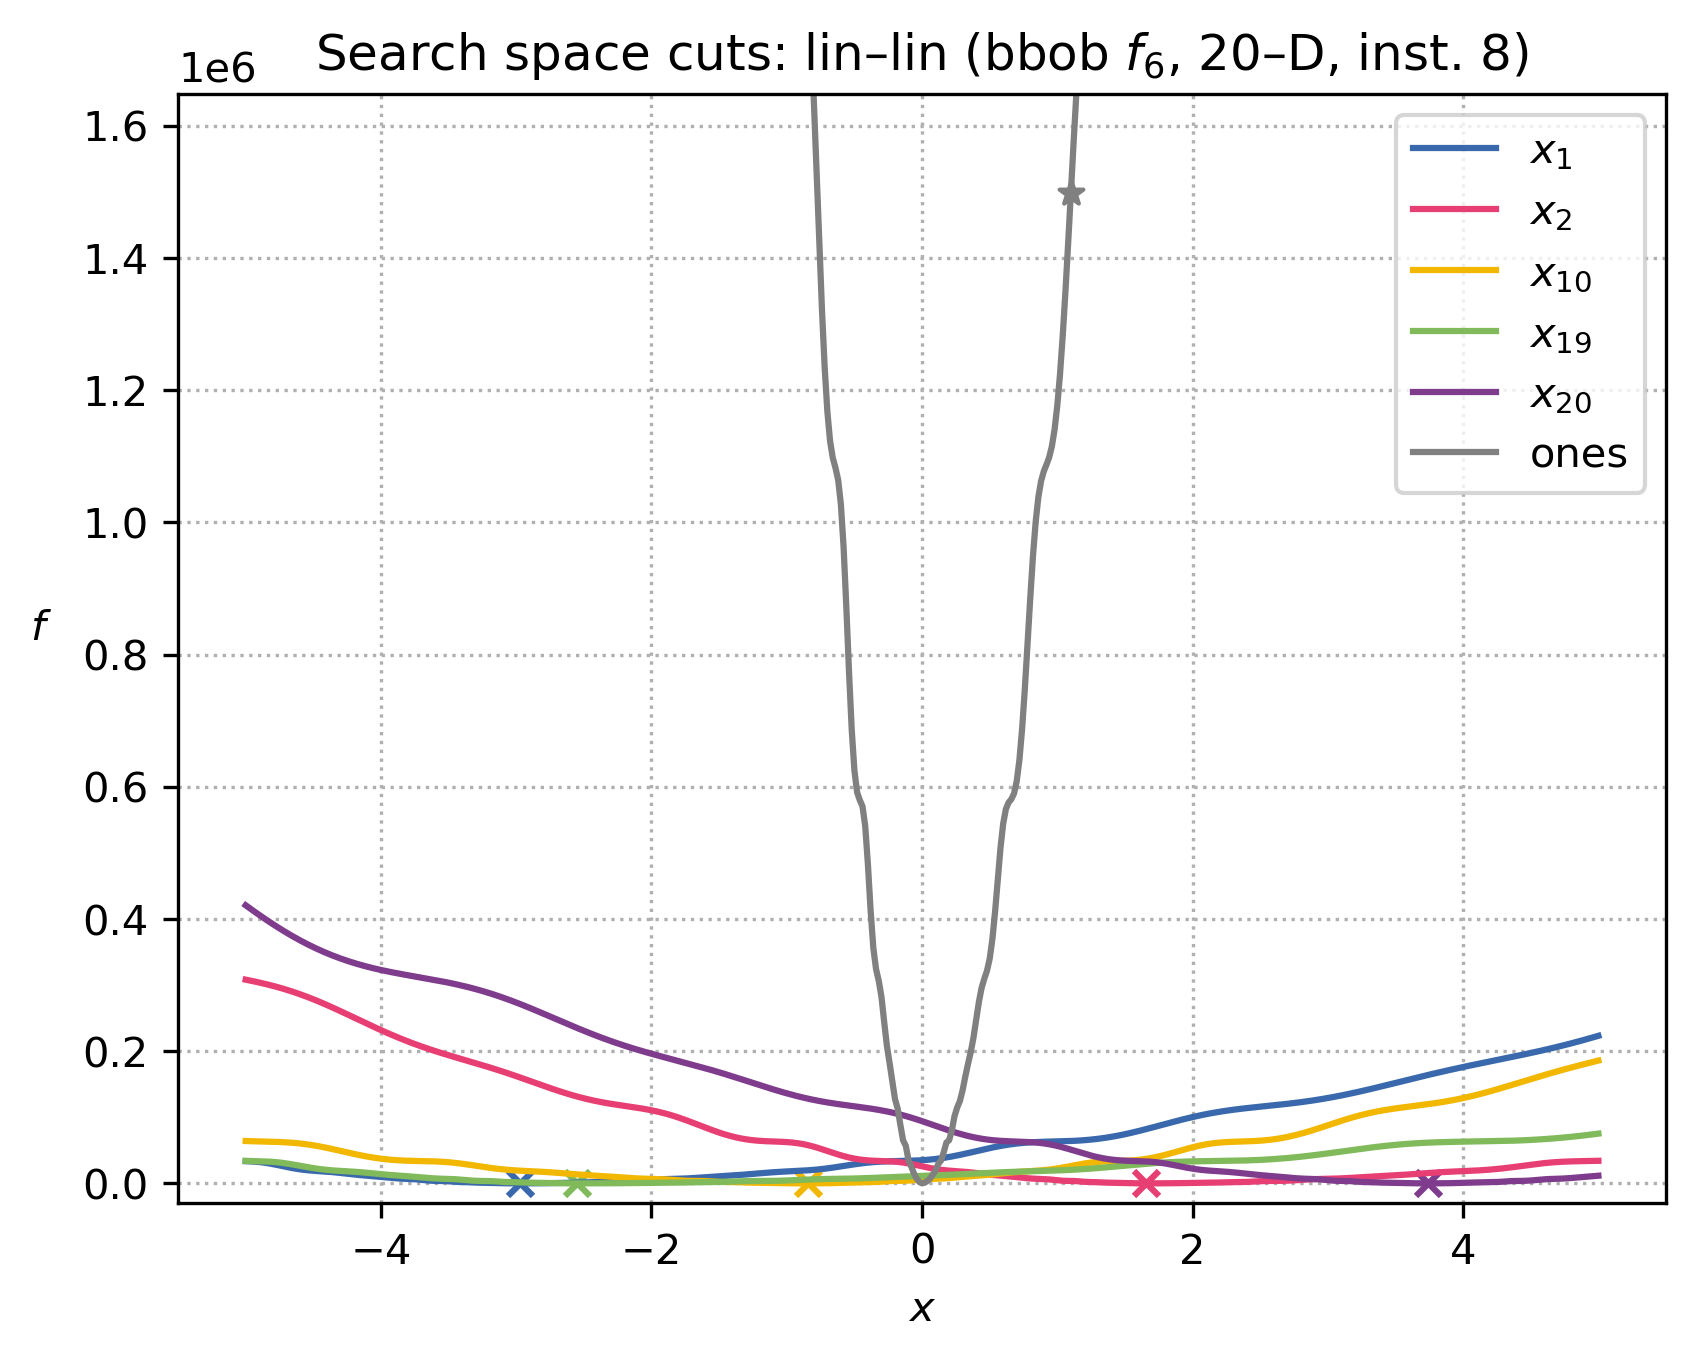 1e6 Search space cuts: lin–lin (bbob f₆, 20–D, inst. 8)
1.6
1.4
1.2
1.0
0.8
0.6
0.4
0.2
0.0
f
x₁
x₂
x₁₀
x₁₉
x₂₀
ones
−4 −2 0 2 4
x